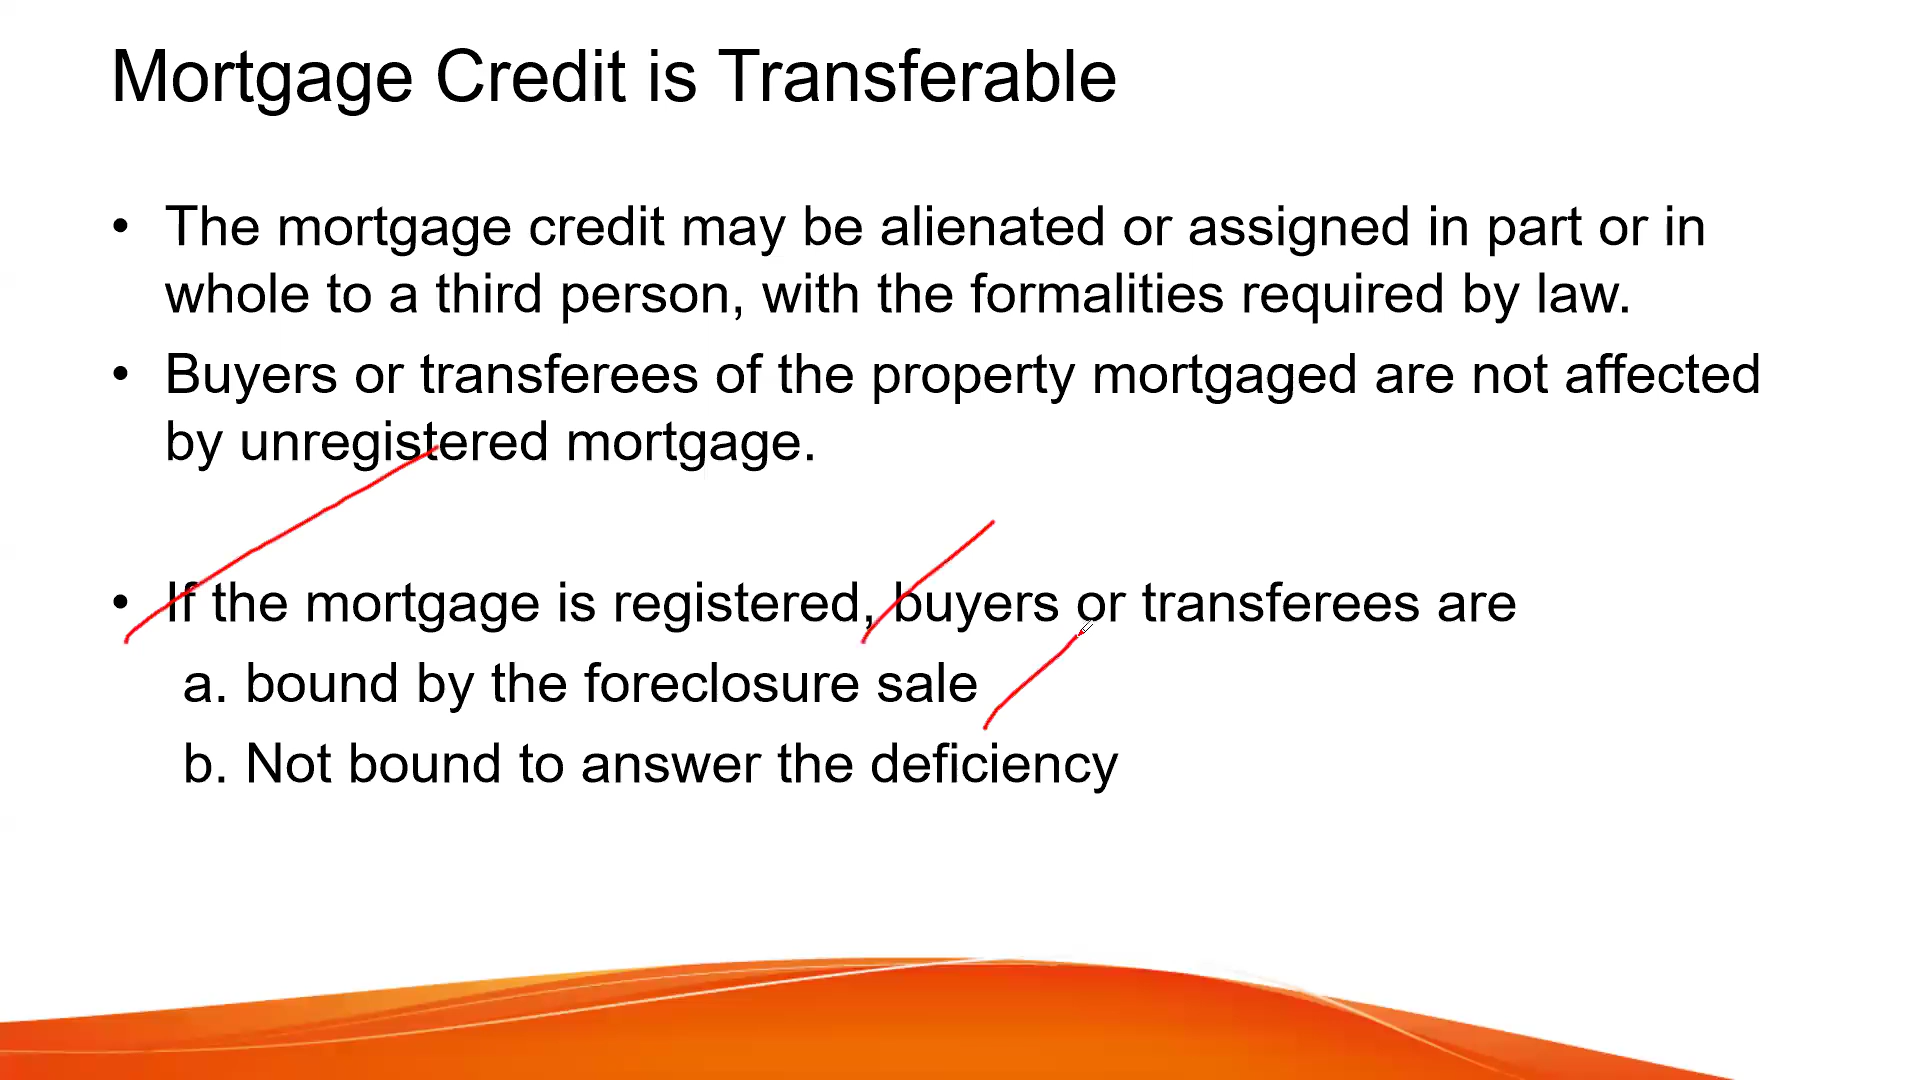 Mortgage Credit is Transferable
• The mortgage credit may be alienated or assigned in part or in
whole to a third person, with the formalities required by law.
• Buyers or transferees of the property mortgaged are not affected
by unregistered mortgage.
• If the mortgage is registered, buyers or transferees are
a. bound by the foreclosure sale
b. Not bound to answer the deficiency